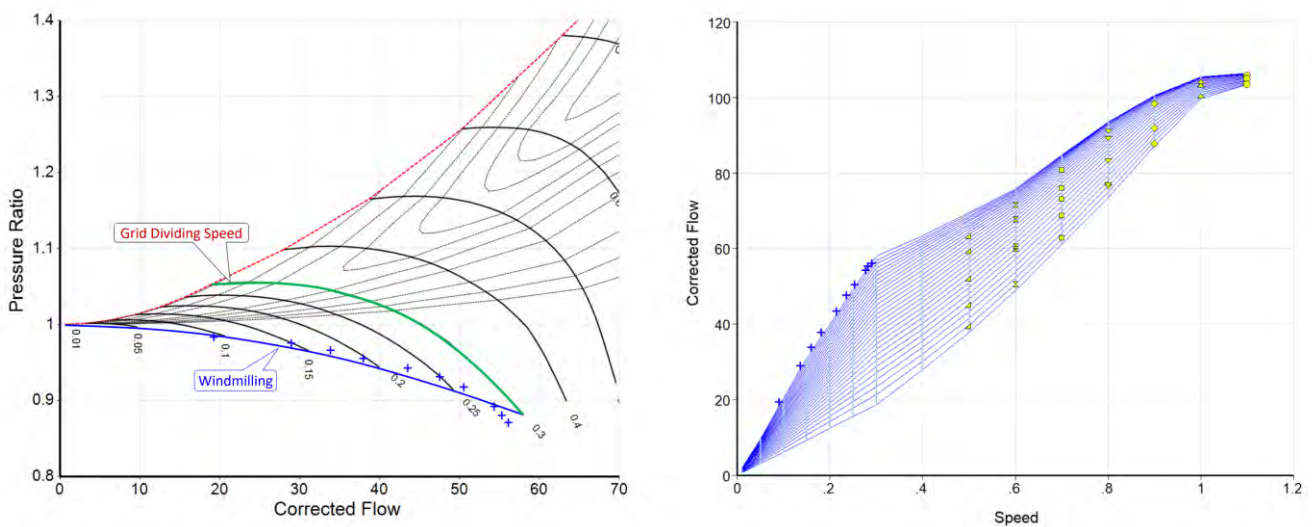 1.4
1.3
1.2
1.1
1
0.9
0.8
Pressure Ratio
Grid Dividing Speed
Windmilling
0.01
0.05
0.1
0.15
0.2
0.25
0.3
0.4
0 10 20 30 40 50 60 70
Corrected Flow
120
100
80
60
40
20
0
Corrected Flow
0 .2 .4 .6 .8 1 1.2
Speed